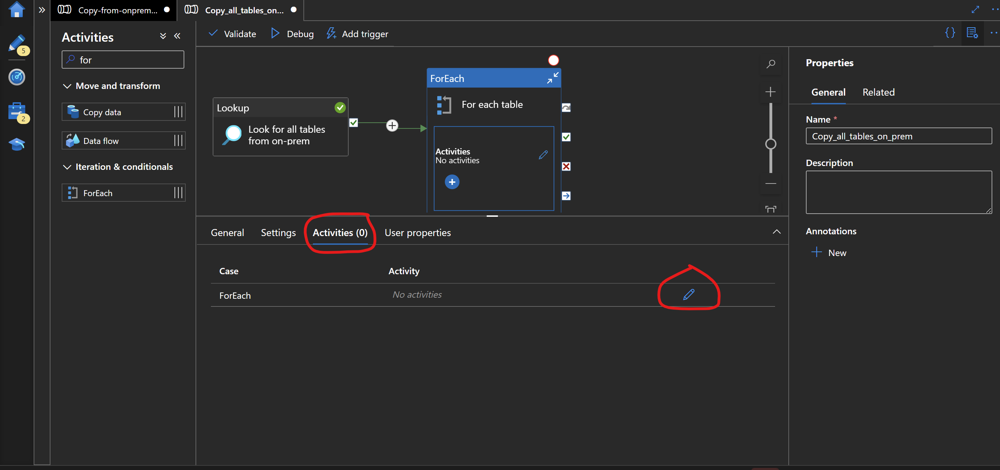 Copy-from-onprem...
Copy_all_tables_on...
5
2
Activities
for
Move and transform
Copy data
Data flow
Iteration & conditionals
ForEach
Validate
Debug
Add trigger
Lookup
Look for all tables
from on-prem
ForEach
For each table
Activities
No activities
General
Settings
Activities (0)
User properties
Case
Activity
ForEach
No activities
Properties
General
Related
Name *
Copy_all_tables_on_prem
Description
Annotations
New